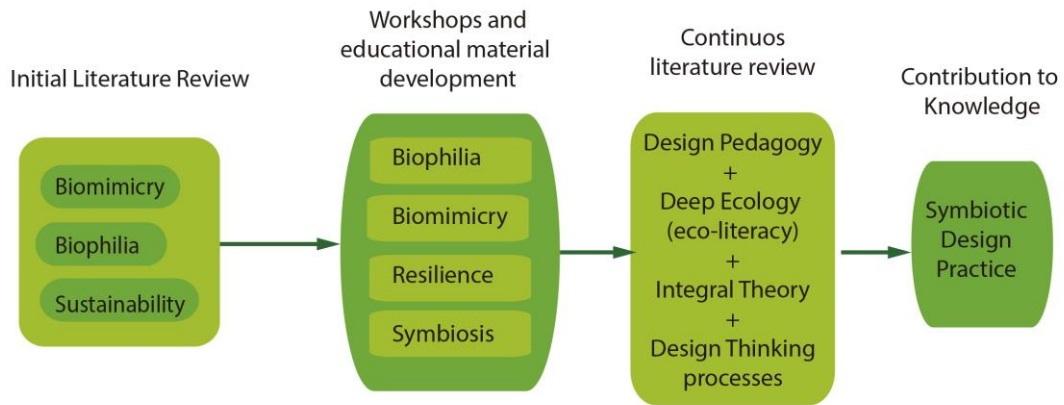 Initial Literature Review
Biomimicry
Biophilia
Sustainability
Workshops and
educational material
development
Biophilia
Biomimicry
Resilience
Symbiosis
Continuos
literature review
Design Pedagogy
+
Deep Ecology
(eco-literacy)
+
Integral Theory
+
Design Thinking
processes
Contribution to
Knowledge
Symbiotic
Design
Practice